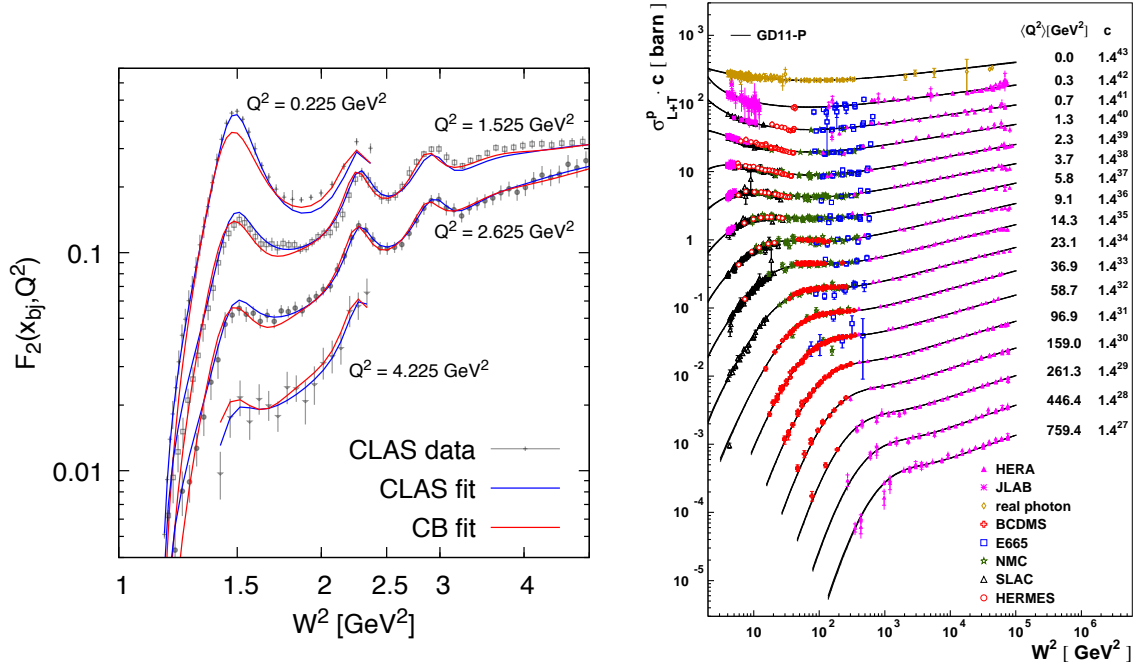 F2(xbj,Q²)
0.1
0.01
Q² = 0.225 GeV²
Q² = 1.525 GeV²
Q² = 2.625 GeV²
Q² = 4.225 GeV²
CLAS data
CLAS fit
CB fit
1 1.5 2 2.5 3 4
W² [GeV²]
σᵖL+T · c [ barn ]
GD11-P
⟨Q²⟩[GeV²] c
0.0 1.4⁴³
0.3 1.4⁴²
0.7 1.4⁴¹
1.3 1.4⁴⁰
2.3 1.4³⁹
3.7 1.4³⁸
5.8 1.4³⁷
9.1 1.4³⁶
14.3 1.4³⁵
23.1 1.4³⁴
36.9 1.4³³
58.7 1.4³²
96.9 1.4³¹
159.0 1.4³⁰
261.3 1.4²⁹
446.4 1.4²⁸
759.4 1.4²⁷
10³
10²
10
1
10⁻¹
10⁻²
10⁻³
10⁻⁴
10⁻⁵
HERA
JLAB
real photon
BCDMS
E665
NMC
SLAC
HERMES
10 10² 10³ 10⁴ 10⁵ 10⁶
W² [ GeV² ]